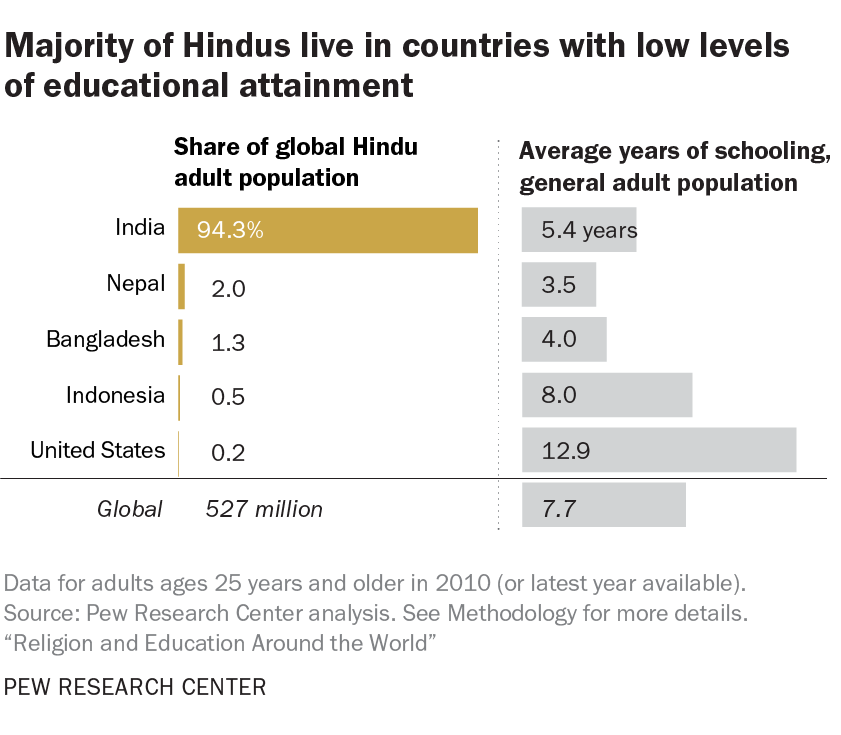 Majority of Hindus live in countries with low levels
of educational attainment
Share of global Hindu
adult population
Average years of schooling,
general adult population
India 94.3% 5.4 years
Nepal 2.0 3.5
Bangladesh 1.3 4.0
Indonesia 0.5 8.0
United States 0.2 12.9
Global 527 million 7.7
Data for adults ages 25 years and older in 2010 (or latest year available).
Source: Pew Research Center analysis. See Methodology for more details.
“Religion and Education Around the World”
PEW RESEARCH CENTER